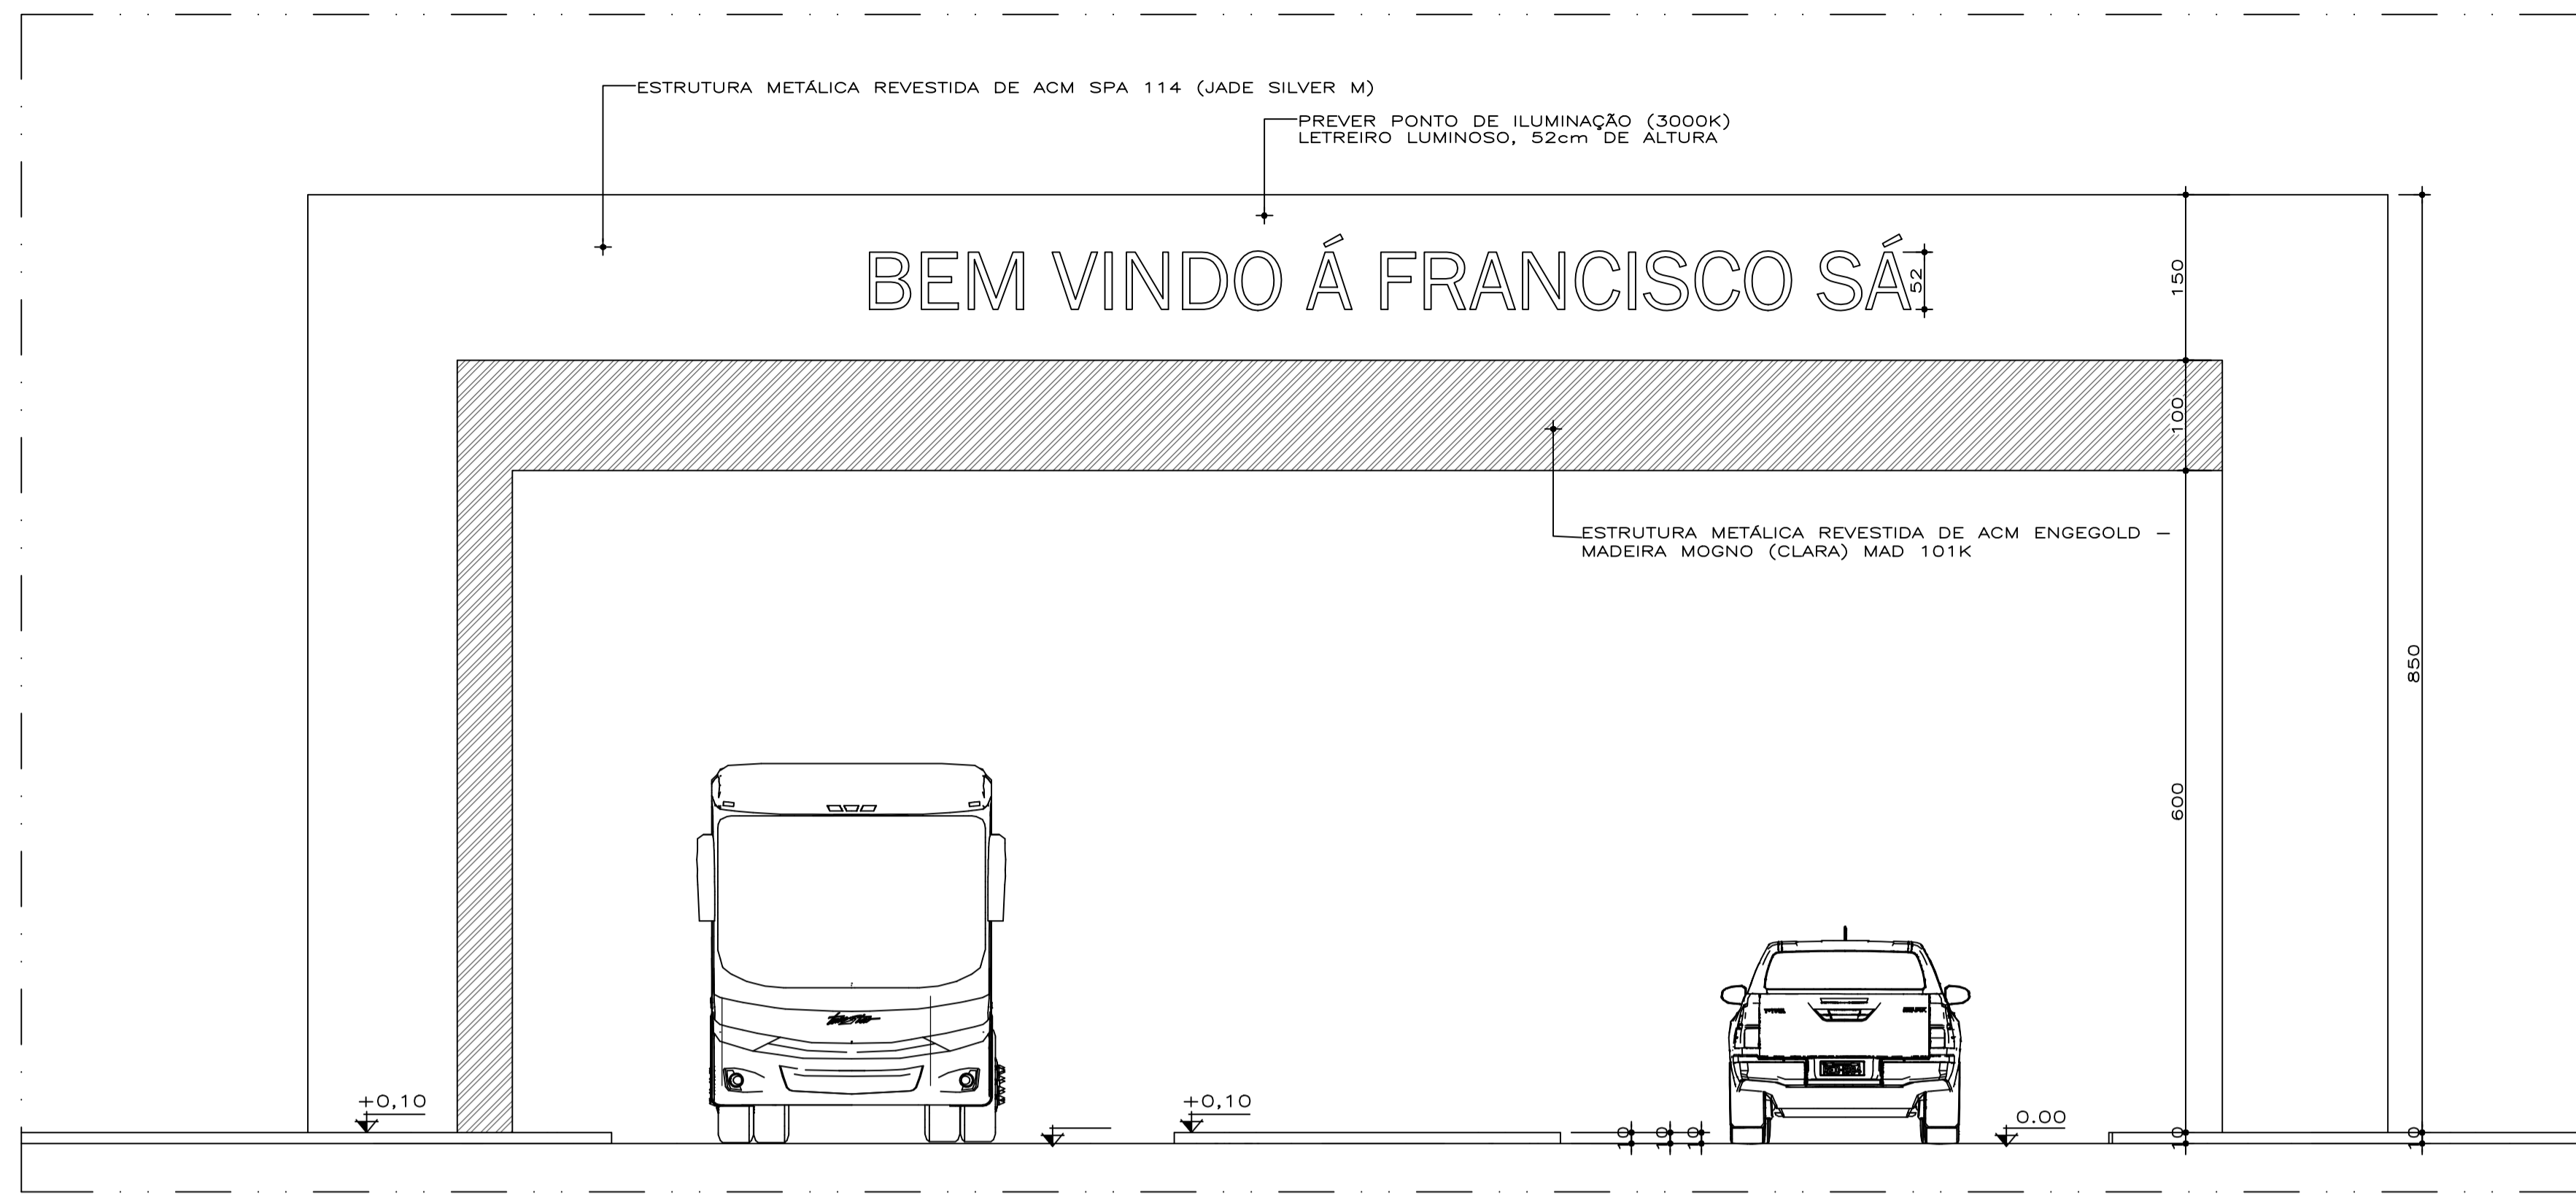 ESTRUTURA METÁLICA REVESTIDA DE ACM SPA 114 (JADE SILVER M)
PREVER PONTO DE ILUMINAÇÃO (3000K)
LETREIRO LUMINOSO, 52cm DE ALTURA
BEM VINDO Á FRANCISCO SÁ
52
150
100
ESTRUTURA METÁLICA REVESTIDA DE ACM ENGEGOLD –
MADEIRA MOGNO (CLARA) MAD 101K
850
600
+0,10
+0,10
0.00
10
10
10
10
10